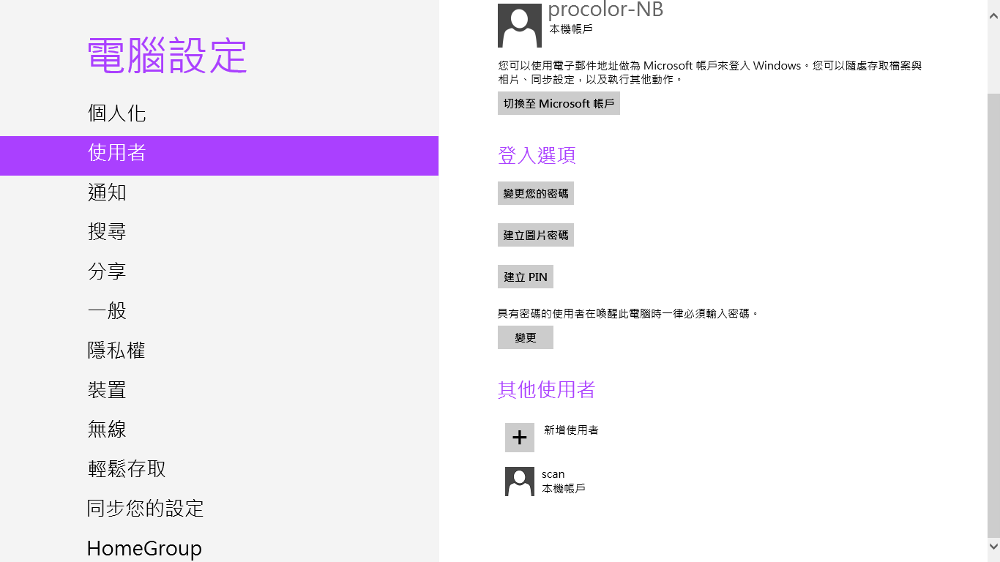 電腦設定
個人化
使用者
通知
搜尋
分享
一般
隱私權
裝置
無線
輕鬆存取
同步您的設定
HomeGroup
procolor-NB
本機帳戶
您可以使用電子郵件地址做為 Microsoft 帳戶來登入 Windows。您可以隨處存取檔案與
相片、同步設定，以及執行其他動作。
切換至 Microsoft 帳戶
登入選項
變更您的密碼
建立圖片密碼
建立 PIN
具有密碼的使用者在喚醒此電腦時一律必須輸入密碼。
變更
其他使用者
新增使用者
scan
本機帳戶